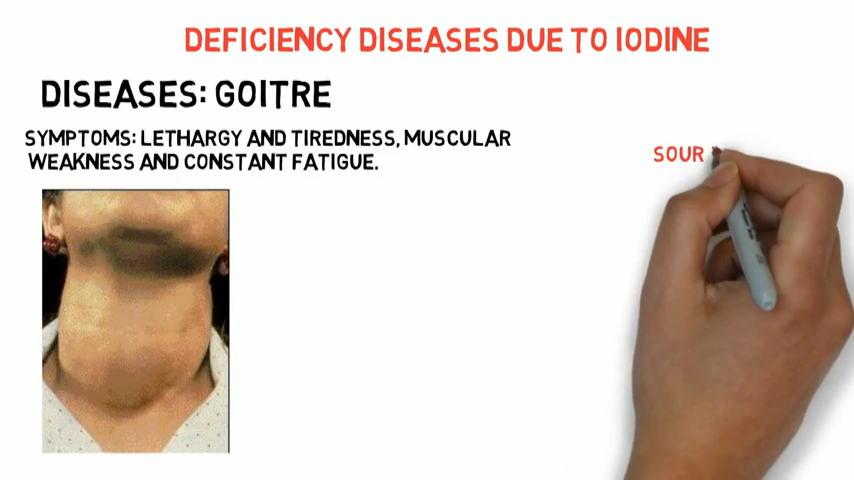 DEFICIENCY DISEASES DUE TO IODINE
DISEASES: GOITRE
SYMPTOMS: LETHARGY AND TIREDNESS, MUSCULAR
WEAKNESS AND CONSTANT FATIGUE.
SOUR